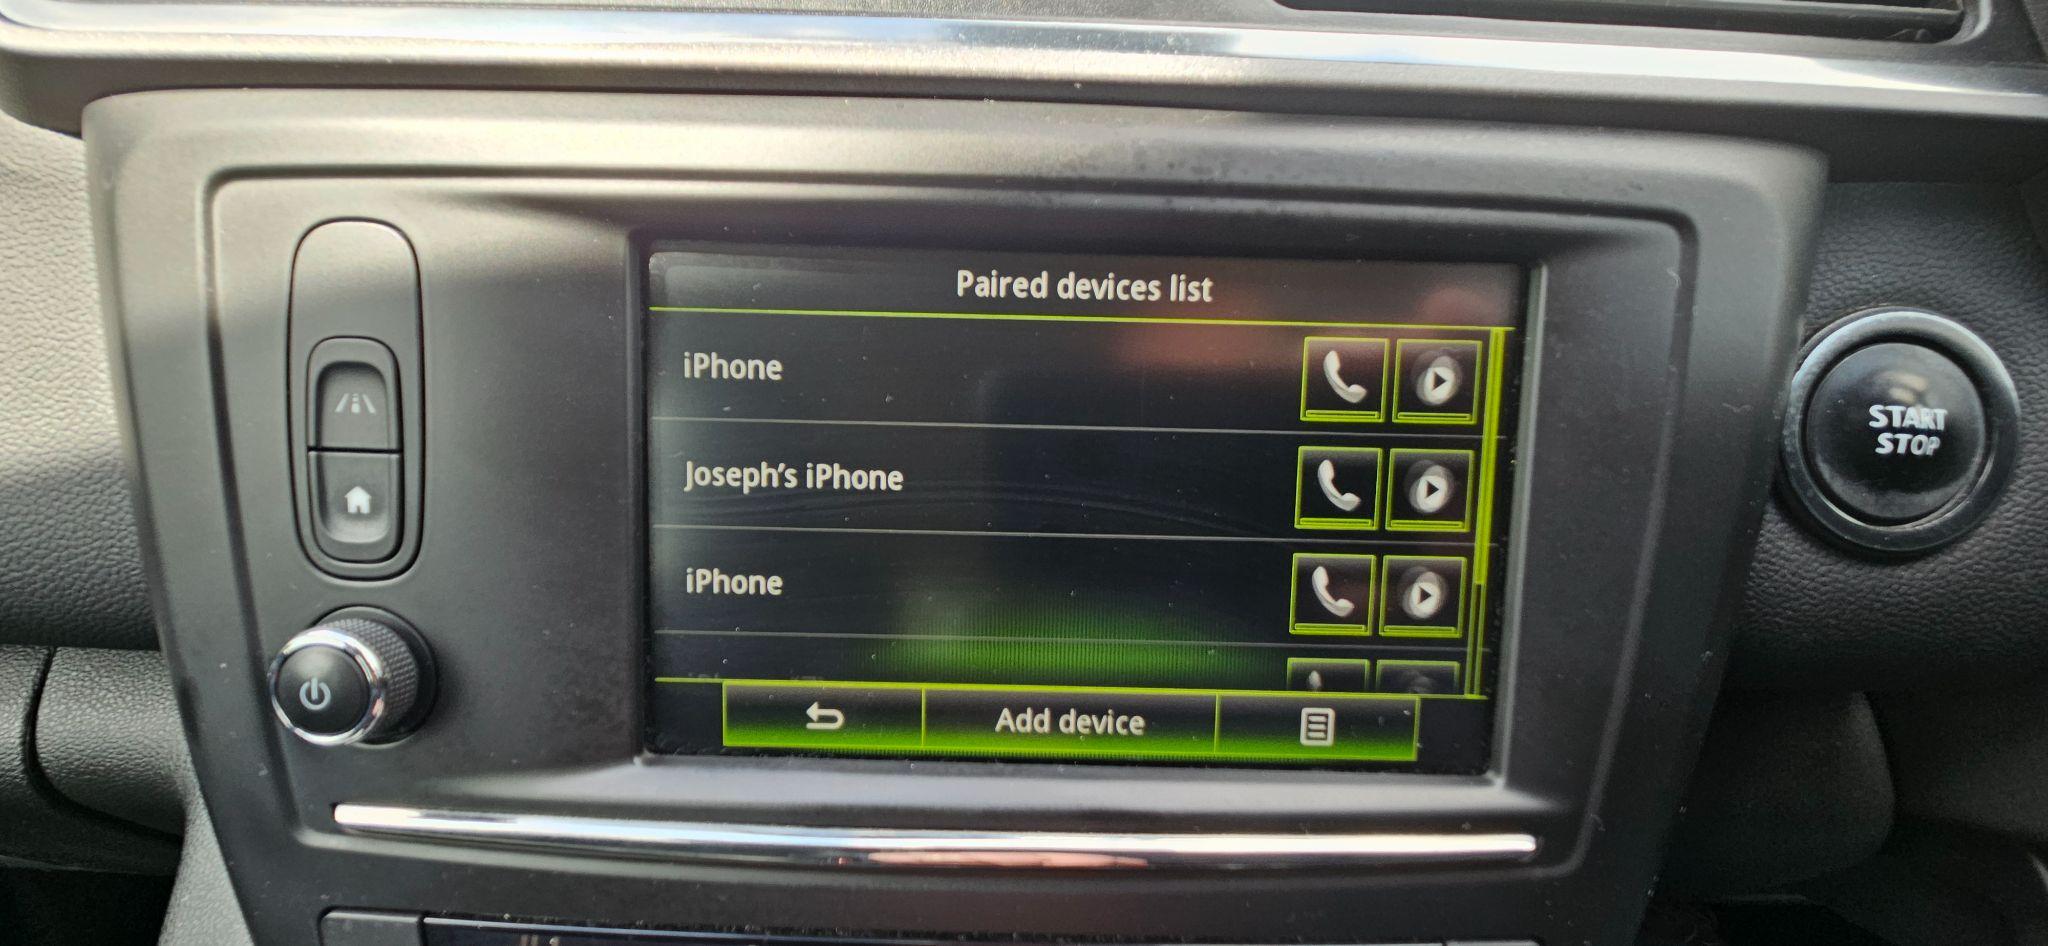 Paired devices list
iPhone
Joseph's iPhone
iPhone
Add device
START
STOP